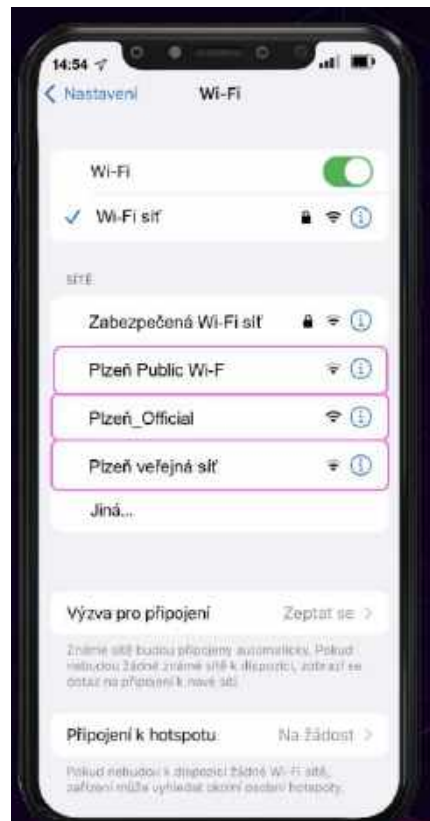 14:54
Nastavení Wi-Fi
Wi-Fi
Wi-Fi síť
SÍTĚ
Zabezpečená Wi-Fi síť
Plzeň Public Wi-F
Plzeň_Official
Plzeň veřejná síť
Jiná...
Výzva pro připojení Zeptat se
Známé sítě budou připojeny automaticky. Pokud
nebudou žádné známé sítě k dispozici, zobrazí se
dotaz na připojení k nové síti.
Připojení k hotspotu Na žádost
Pokud nebudou k dispozici žádné Wi-Fi sítě,
zařízení může vyhledat okolní osobní hotspoty.